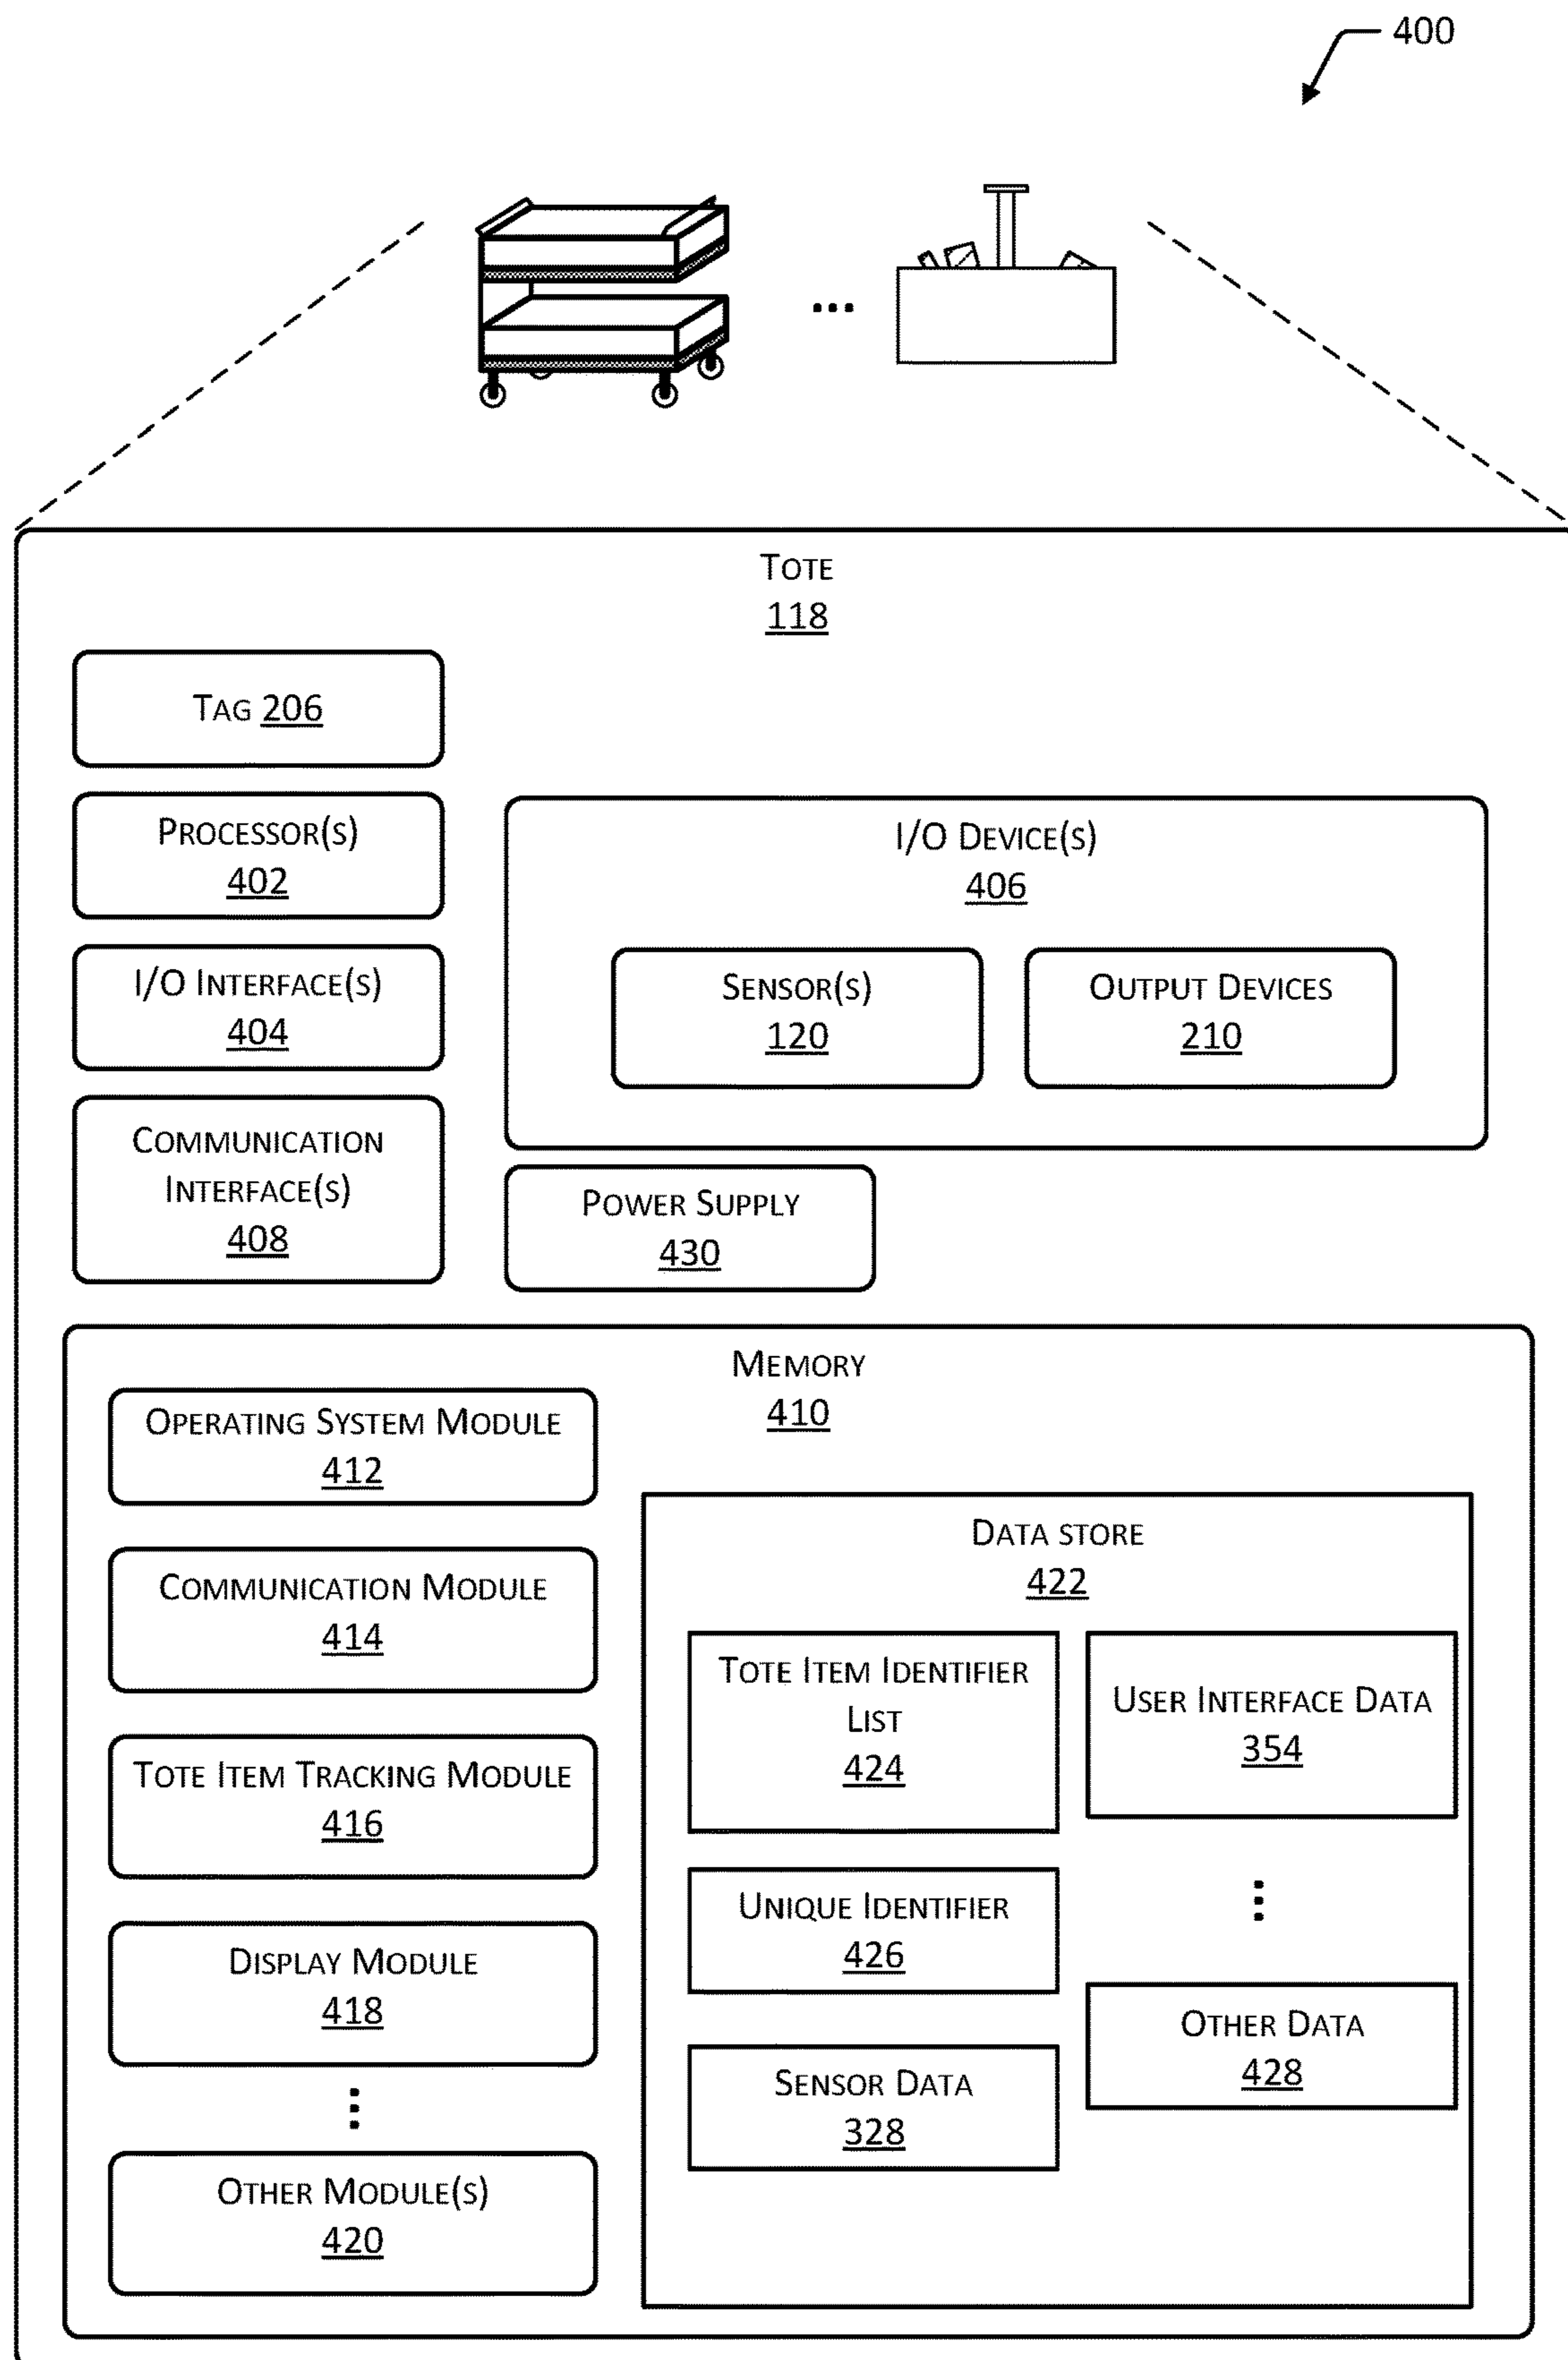 400
Tote
118
Tag 206
Processor(s)
402
I/O Interface(s)
404
Communication
Interface(s)
408
I/O Device(s)
406
Sensor(s)
120
Output Devices
210
Power Supply
430
Memory
410
Operating System Module
412
Communication Module
414
Tote Item Tracking Module
416
Display Module
418
Other Module(s)
420
Data store
422
Tote Item Identifier
List
424
Unique Identifier
426
Sensor Data
328
User Interface Data
354
Other Data
428